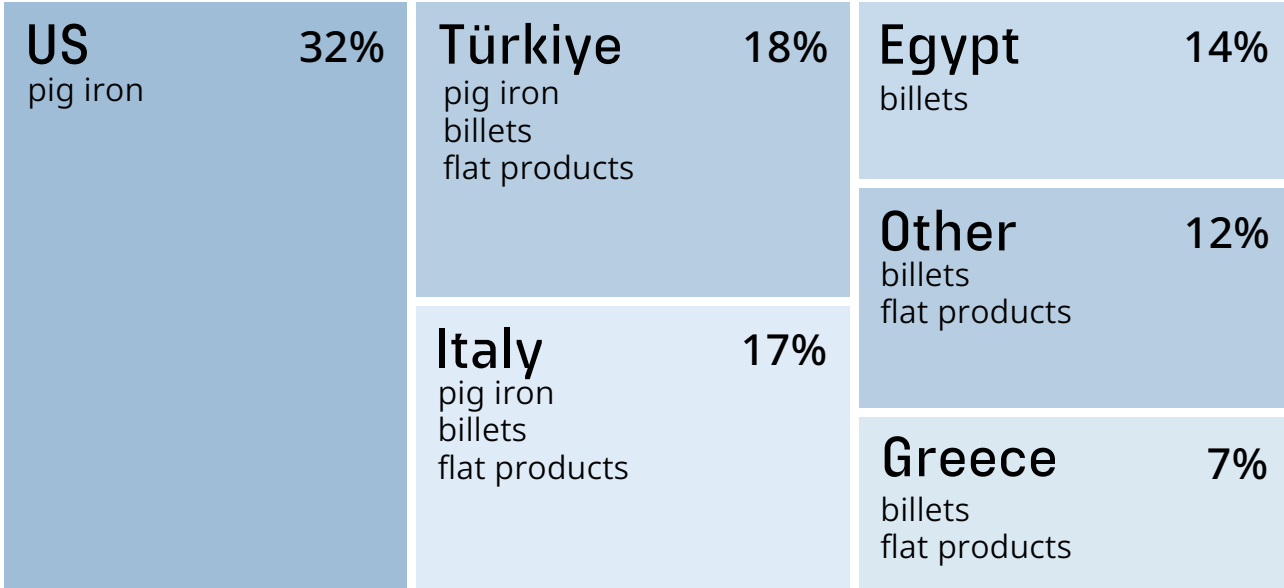 US 32%
pig iron
Türkiye 18%
pig iron
billets
flat products
Italy 17%
pig iron
billets
flat products
Egypt 14%
billets
Other 12%
billets
flat products
Greece 7%
billets
flat products